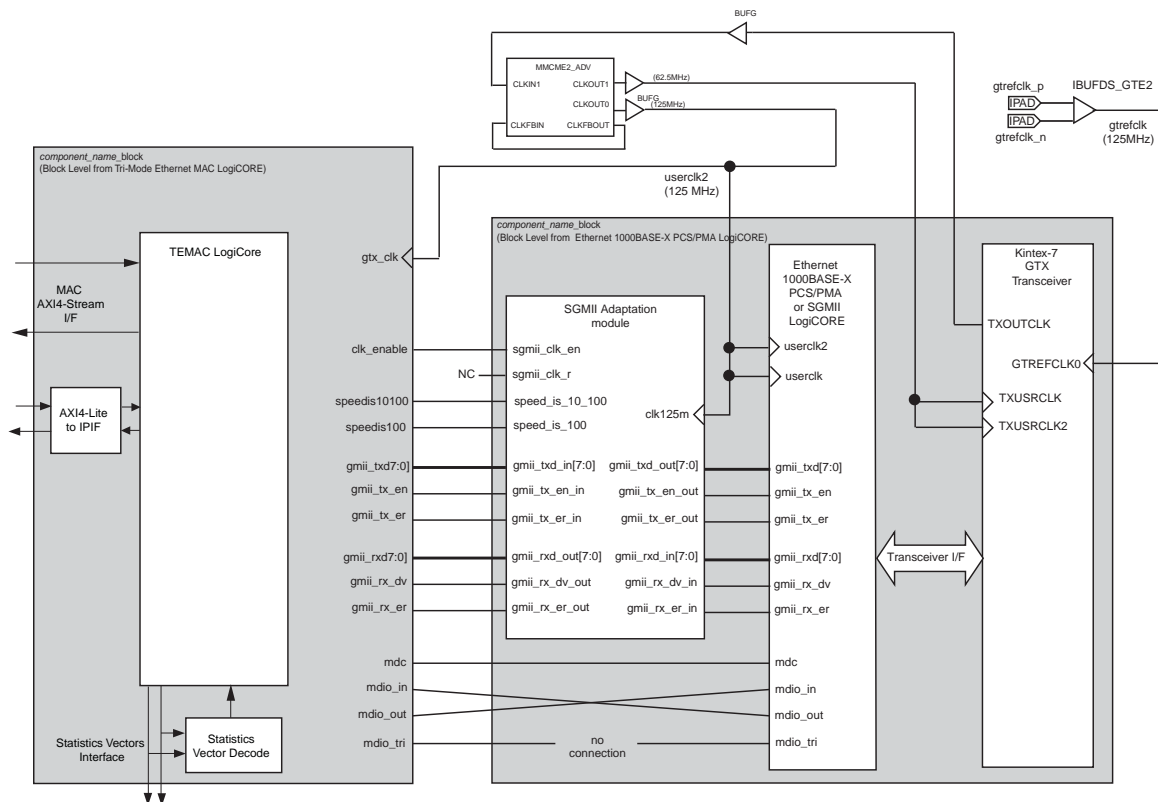 BUFG
MMCME2_ADV
CLKIN1
CLKOUT1
(62.5MHz)
CLKOUT0
BUFG
(125MHz)
CLKFBIN
CLKFBOUT
gtrefclk_p
IBUFDS_GTE2
IPAD
IPAD
gtrefclk_n
gtrefclk
(125MHz)
component_name_block
(Block Level from Tri-Mode Ethernet MAC LogiCORE)
userclk2
(125 MHz)
component_name_block
(Block Level from Ethernet 1000BASE-X PCS/PMA LogiCORE)
TEMAC LogiCore
gtx_clk
MAC
AXI4-Stream
I/F
AXI4-Lite
to IPIF
clk_enable
NC
speedis10100
speedis100
gmii_txd7:0]
gmii_tx_en
gmii_tx_er
gmii_rxd7:0]
gmii_rx_dv
gmii_rx_er
mdc
mdio_in
mdio_out
mdio_tri
Statistics Vectors
Interface
Statistics
Vector Decode
SGMII Adaptation
module
sgmii_clk_en
sgmii_clk_r
speed_is_10_100
speed_is_100
clk125m
gmii_txd_in[7:0]
gmii_txd_out[7:0]
gmii_tx_en_in
gmii_tx_en_out
gmii_tx_er_in
gmii_tx_er_out
gmii_rxd_out[7:0]
gmii_rxd_in[7:0]
gmii_rx_dv_out
gmii_rx_dv_in
gmii_rx_er_out
gmii_rx_er_in
no
connection
Ethernet
1000BASE-X
PCS/PMA
or SGMII
LogiCORE
userclk2
userclk
gmii_txd[7:0]
gmii_tx_en
gmii_tx_er
gmii_rxd[7:0]
gmii_rx_dv
gmii_rx_er
mdc
mdio_in
mdio_out
mdio_tri
Transceiver I/F
Kintex-7
GTX
Transceiver
TXOUTCLK
GTREFCLK0
TXUSRCLK
TXUSRCLK2